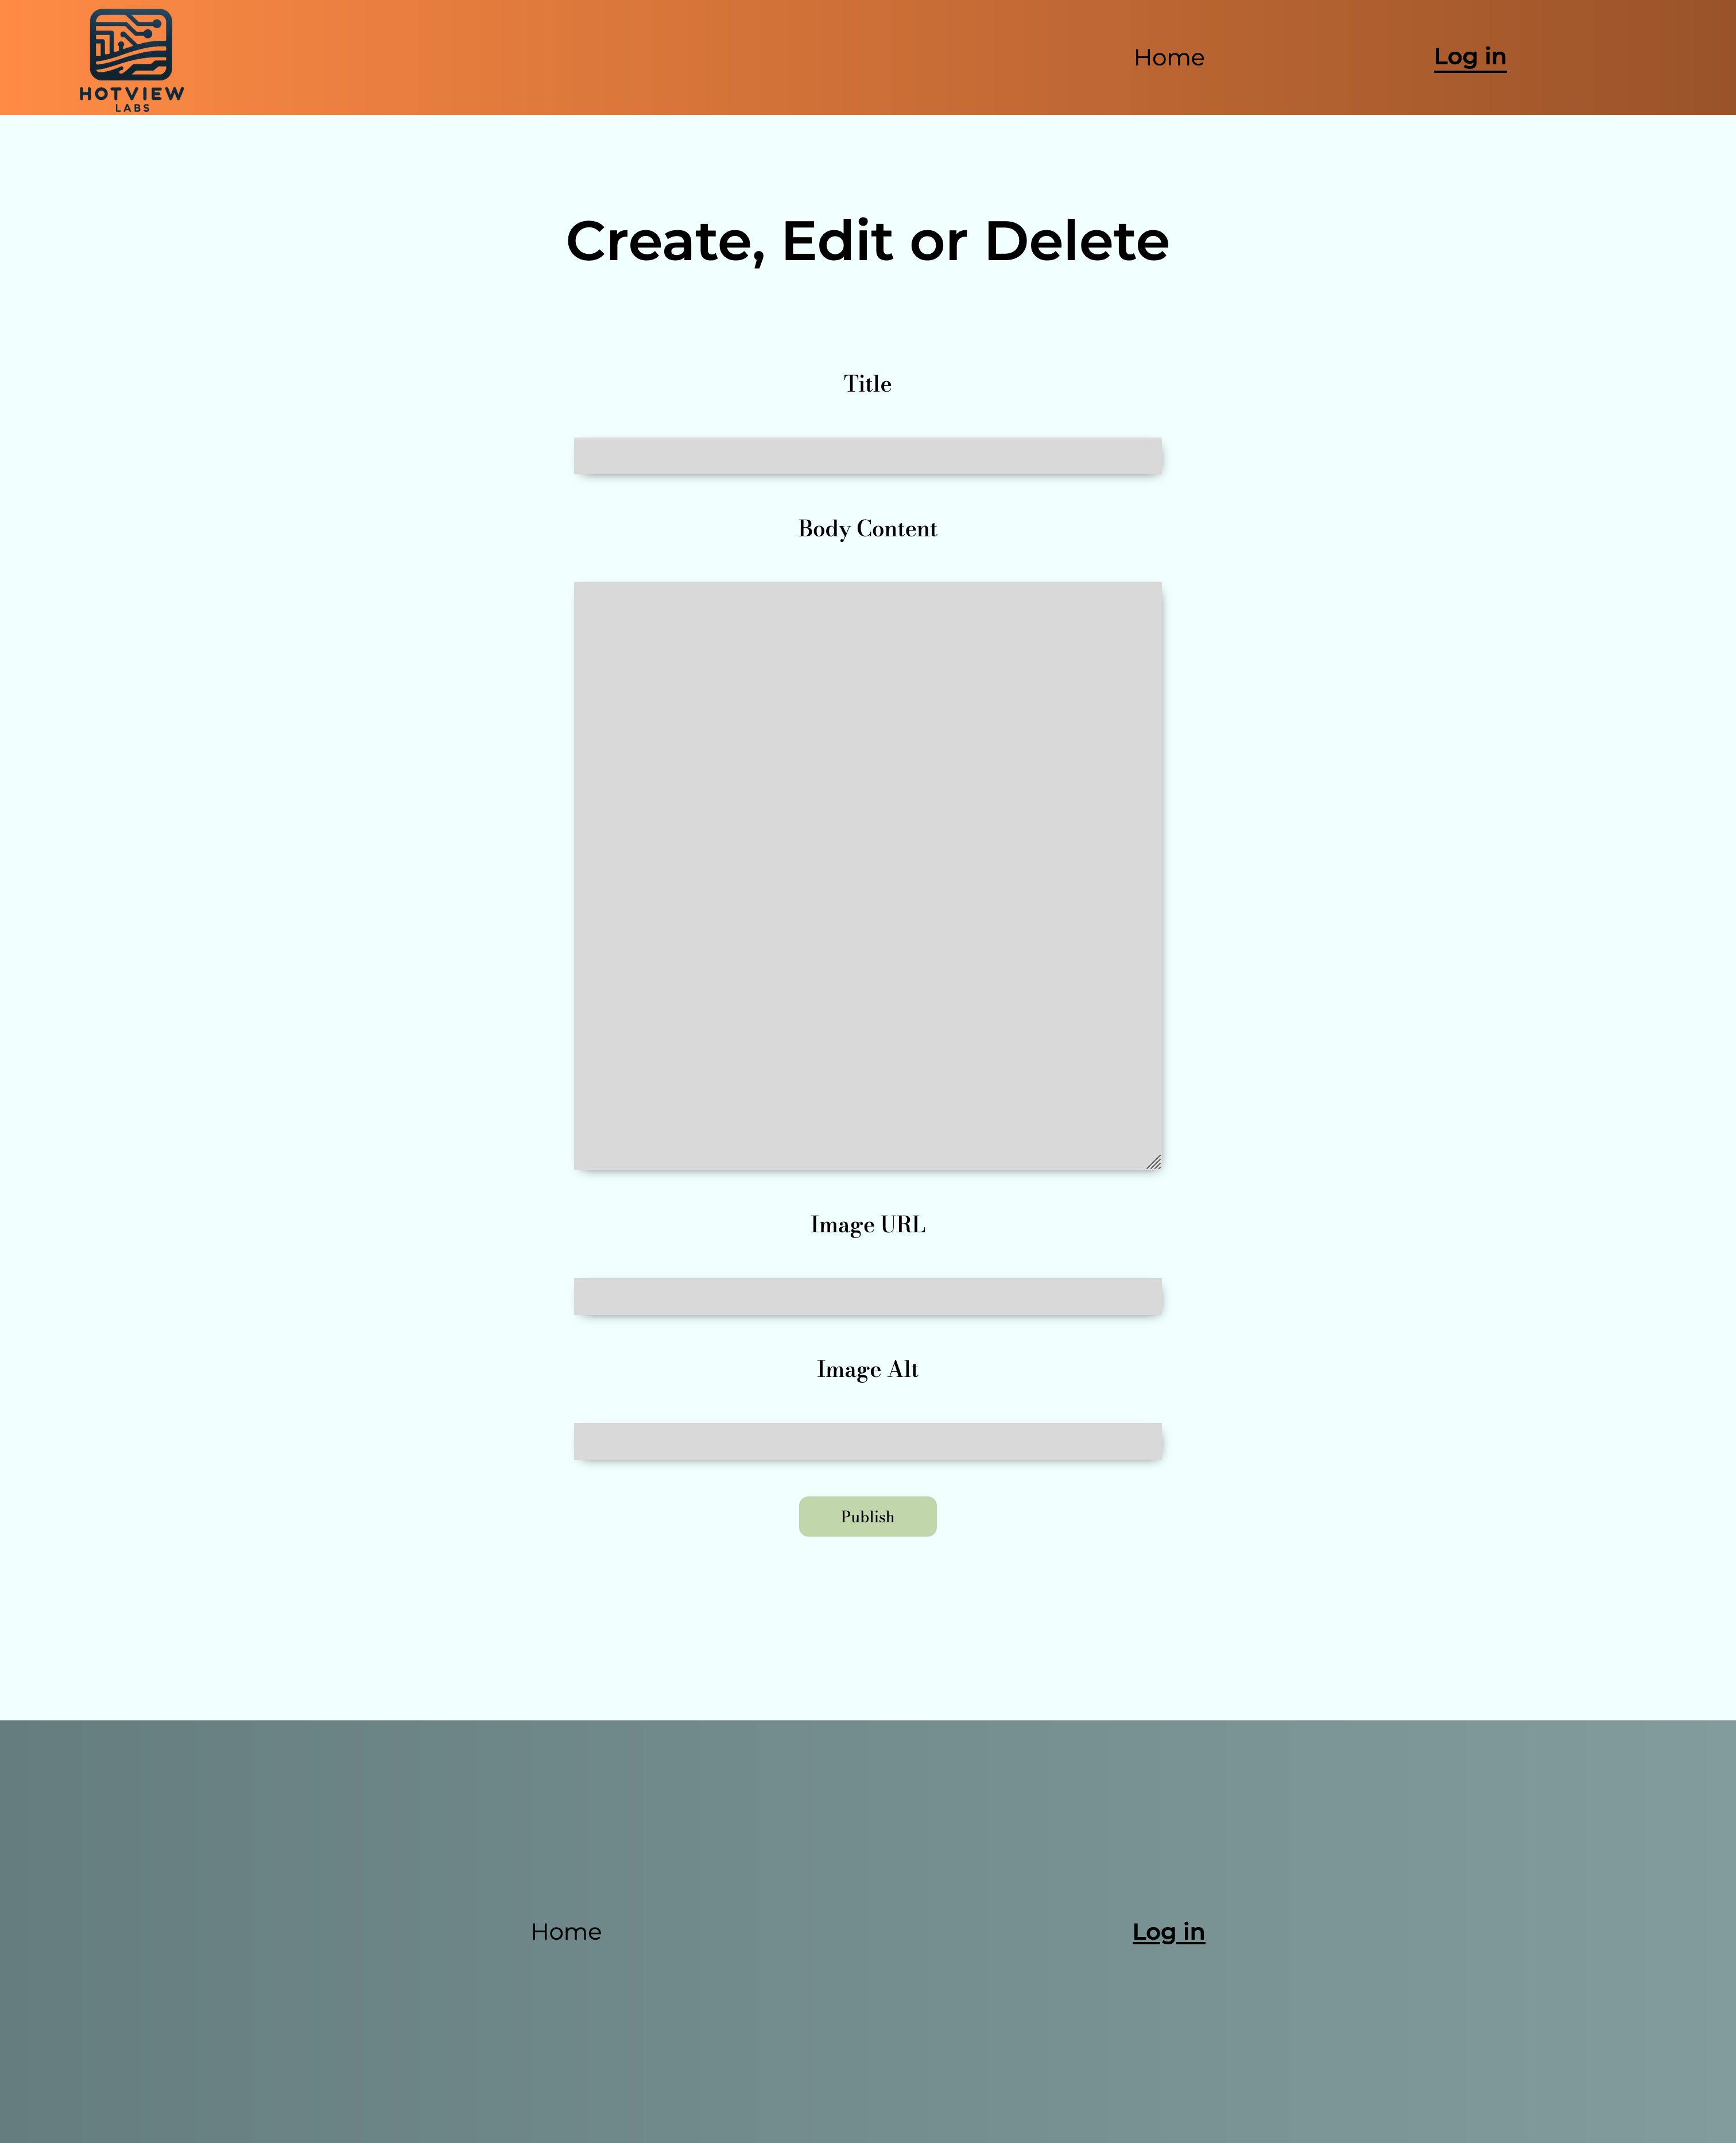 HOTVIEW
LABS
Home
Log in
Create, Edit or Delete
Title
Body Content
Image URL
Image Alt
Publish
Home
Log in